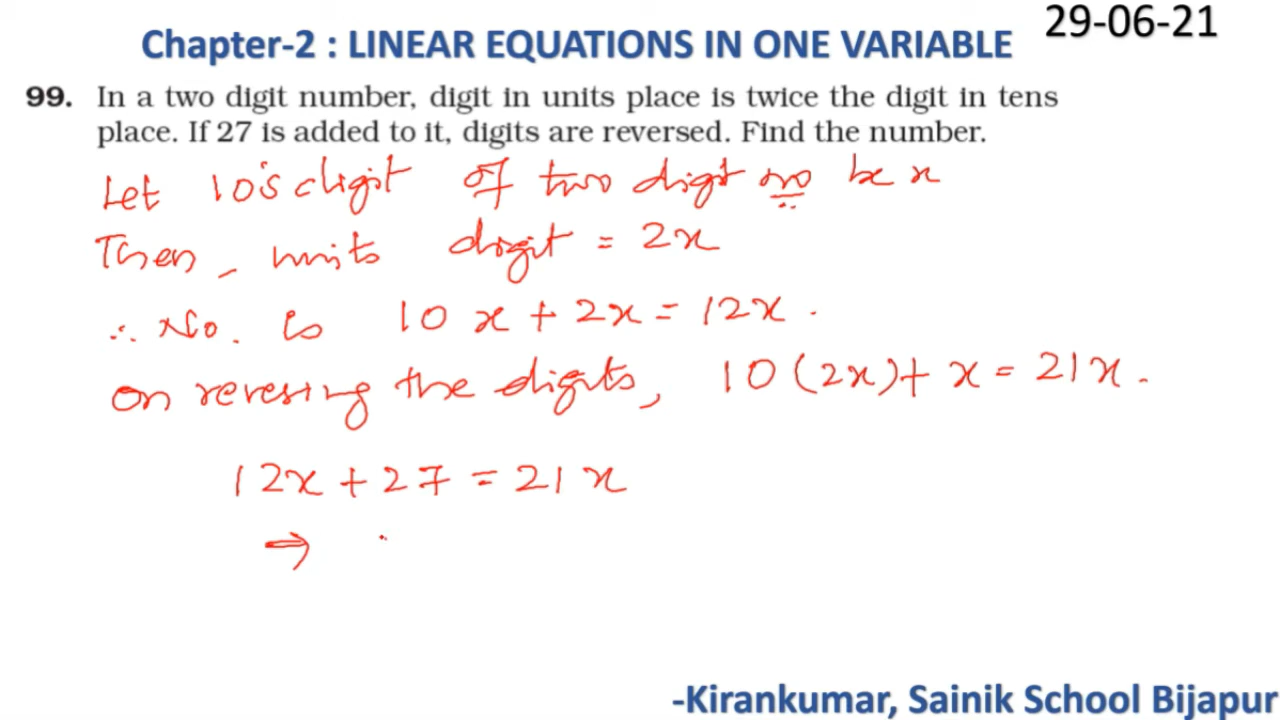 29-06-21
Chapter-2 : LINEAR EQUATIONS IN ONE VARIABLE
99. In a two digit number, digit in units place is twice the digit in tens
place. If 27 is added to it, digits are reversed. Find the number.
Let 10's digit of two digit no be x
Then, units digit = 2x
∴ No. is 10x + 2x = 12x.
on reversing the digits, 10(2x) + x = 21x.
12x + 27 = 21x
⇒
-Kirankumar, Sainik School Bijapur